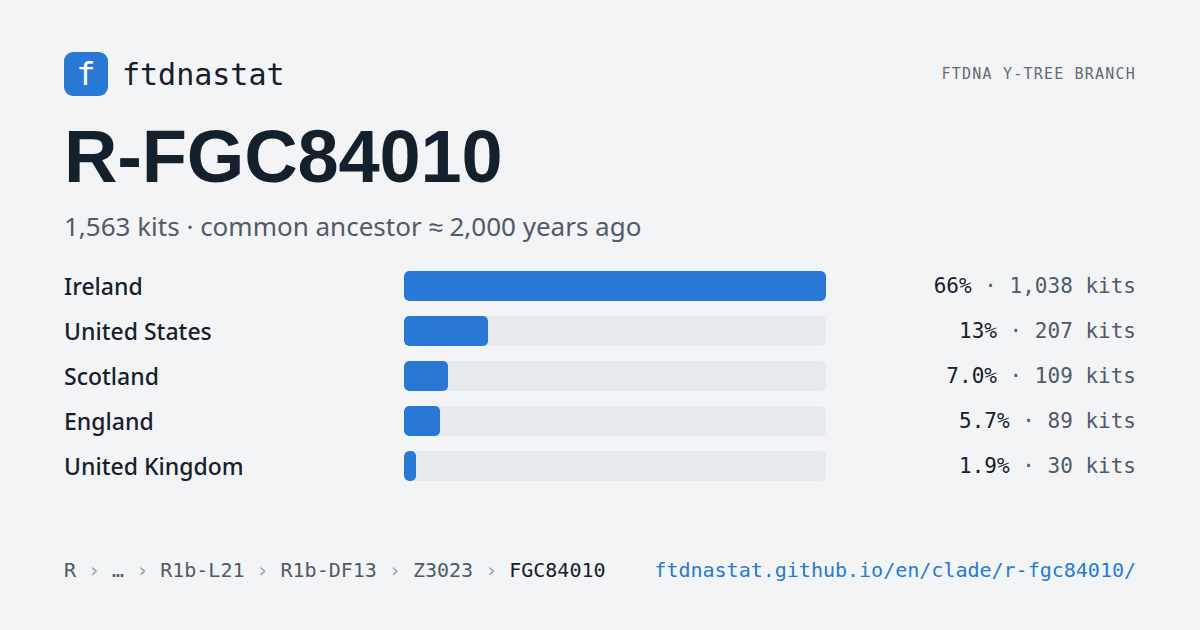 f ftdnastat
FTDNA Y-TREE BRANCH
R-FGC84010
1,563 kits · common ancestor ≈ 2,000 years ago
Ireland 66% · 1,038 kits
United States 13% · 207 kits
Scotland 7.0% · 109 kits
England 5.7% · 89 kits
United Kingdom 1.9% · 30 kits
R › … › R1b-L21 › R1b-DF13 › Z3023 › FGC84010
ftdnastat.github.io/en/clade/r-fgc84010/